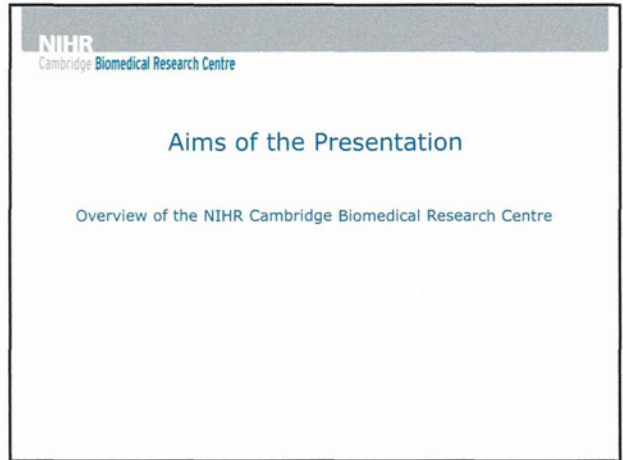 NIHR
Cambridge Biomedical Research Centre
Aims of the Presentation
Overview of the NIHR Cambridge Biomedical Research Centre